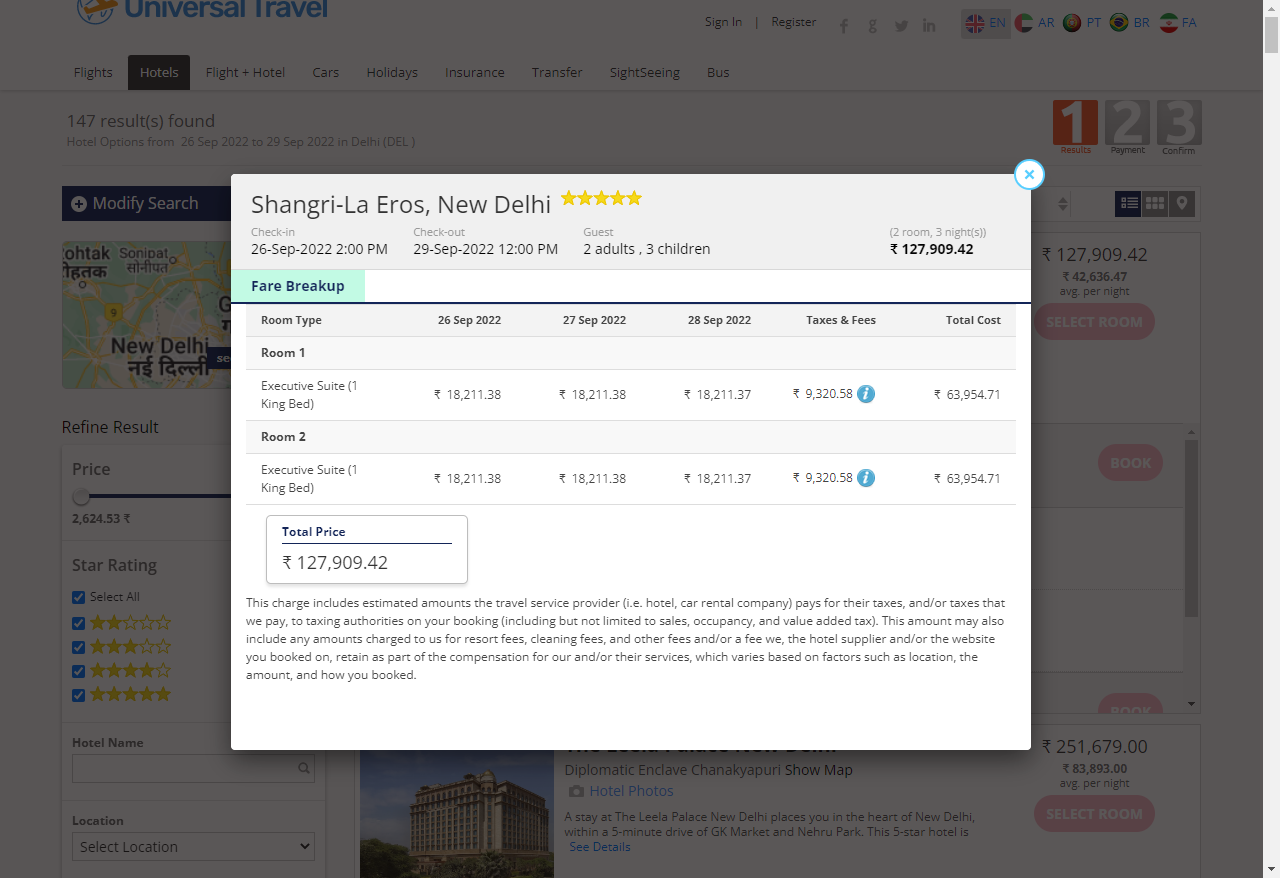 Universal Travel
Sign In | Register
EN AR PT BR FA
Flights Hotels Flight + Hotel Cars Holidays Insurance Transfer SightSeeing Bus
147 result(s) found
Hotel Options from 26 Sep 2022 to 29 Sep 2022 in Delhi (DEL )
1 2 3
Results Payment Confirm
Modify Search
Shangri-La Eros, New Delhi
Check-in Check-out Guest (2 room, 3 night(s))
26-Sep-2022 2:00 PM 29-Sep-2022 12:00 PM 2 adults , 3 children ₹ 127,909.42
Fare Breakup
Room Type 26 Sep 2022 27 Sep 2022 28 Sep 2022 Taxes & Fees Total Cost
Room 1
Executive Suite (1
King Bed) ₹ 18,211.38 ₹ 18,211.38 ₹ 18,211.37 ₹ 9,320.58 i ₹ 63,954.71
Room 2
Executive Suite (1
King Bed) ₹ 18,211.38 ₹ 18,211.38 ₹ 18,211.37 ₹ 9,320.58 i ₹ 63,954.71
Total Price
₹ 127,909.42
This charge includes estimated amounts the travel service provider (i.e. hotel, car rental company) pays for their taxes, and/or taxes that
we pay, to taxing authorities on your booking (including but not limited to sales, occupancy, and value added tax). This amount may also
include any amounts charged to us for resort fees, cleaning fees, and other fees and/or a fee we, the hotel supplier and/or the website
you booked on, retain as part of the compensation for our and/or their services, which varies based on factors such as location, the
amount, and how you booked.
ohtak Sonipat
हतक सोनीपत
9
New Delhi
नई दिल्ली
Refine Result
Price
2,624.53 ₹
Star Rating
Select All
Hotel Name
Location
Select Location
₹ 127,909.42
₹ 42,636.47
avg. per night
SELECT ROOM
BOOK
BOOK
The Leela Palace New Delhi
Diplomatic Enclave Chanakyapuri Show Map
Hotel Photos
A stay at The Leela Palace New Delhi places you in the heart of New Delhi,
within a 5-minute drive of GK Market and Nehru Park. This 5-star hotel is
See Details
₹ 251,679.00
₹ 83,893.00
avg. per night
SELECT ROOM